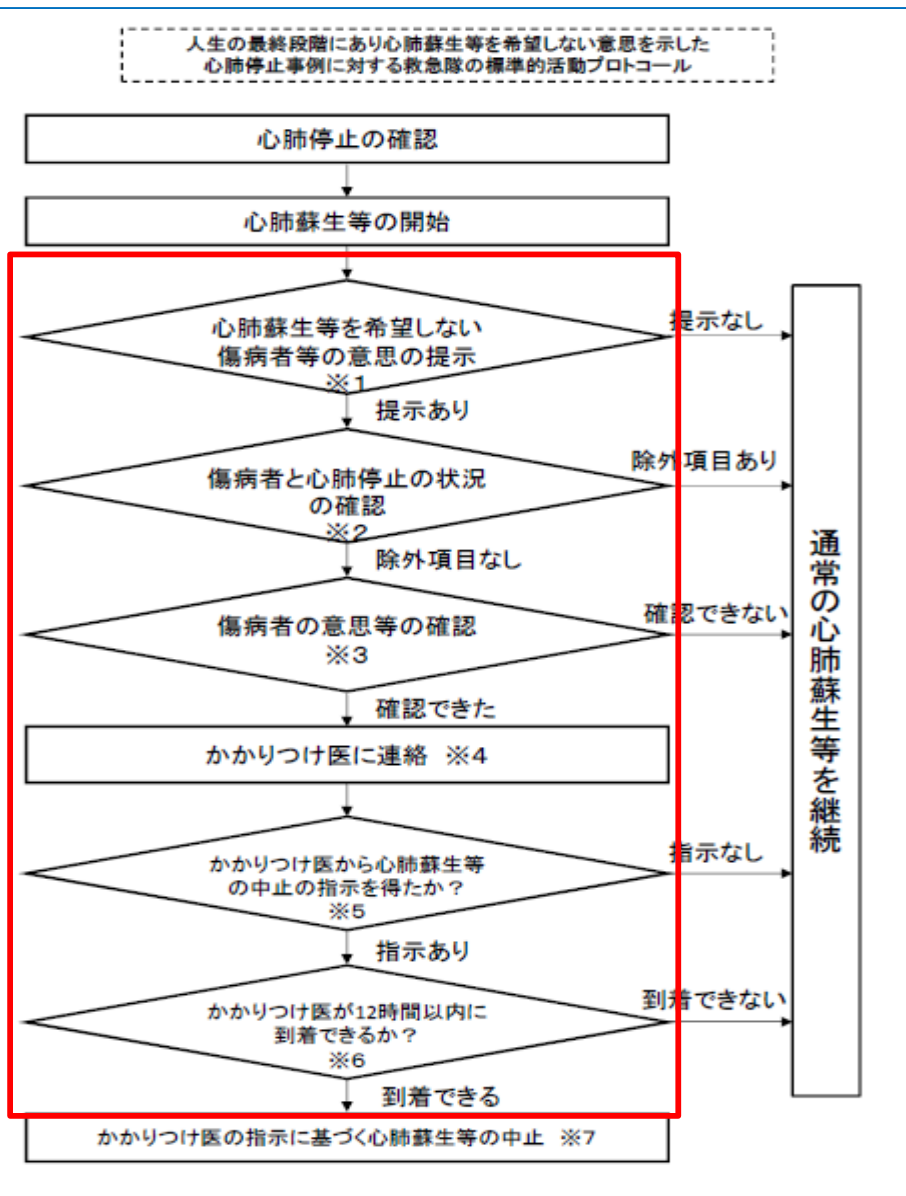 人生の最終段階にあり心肺蘇生等を希望しない意思を示した
心肺停止事例に対する救急隊の標準的活動プロトコール
心肺停止の確認
心肺蘇生等の開始
心肺蘇生等を希望しない
傷病者等の意思の提示
※1
提示なし
提示あり
傷病者と心肺停止の状況
の確認
※2
除外項目あり
除外項目なし
傷病者の意思等の確認
※3
確認できない
確認できた
かかりつけ医に連絡 ※4
かかりつけ医から心肺蘇生等
の中止の指示を得たか？
※5
指示なし
指示あり
かかりつけ医が12時間以内に
到着できるか？
※6
到着できない
到着できる
かかりつけ医の指示に基づく心肺蘇生等の中止 ※7
通常の心肺蘇生等を継続